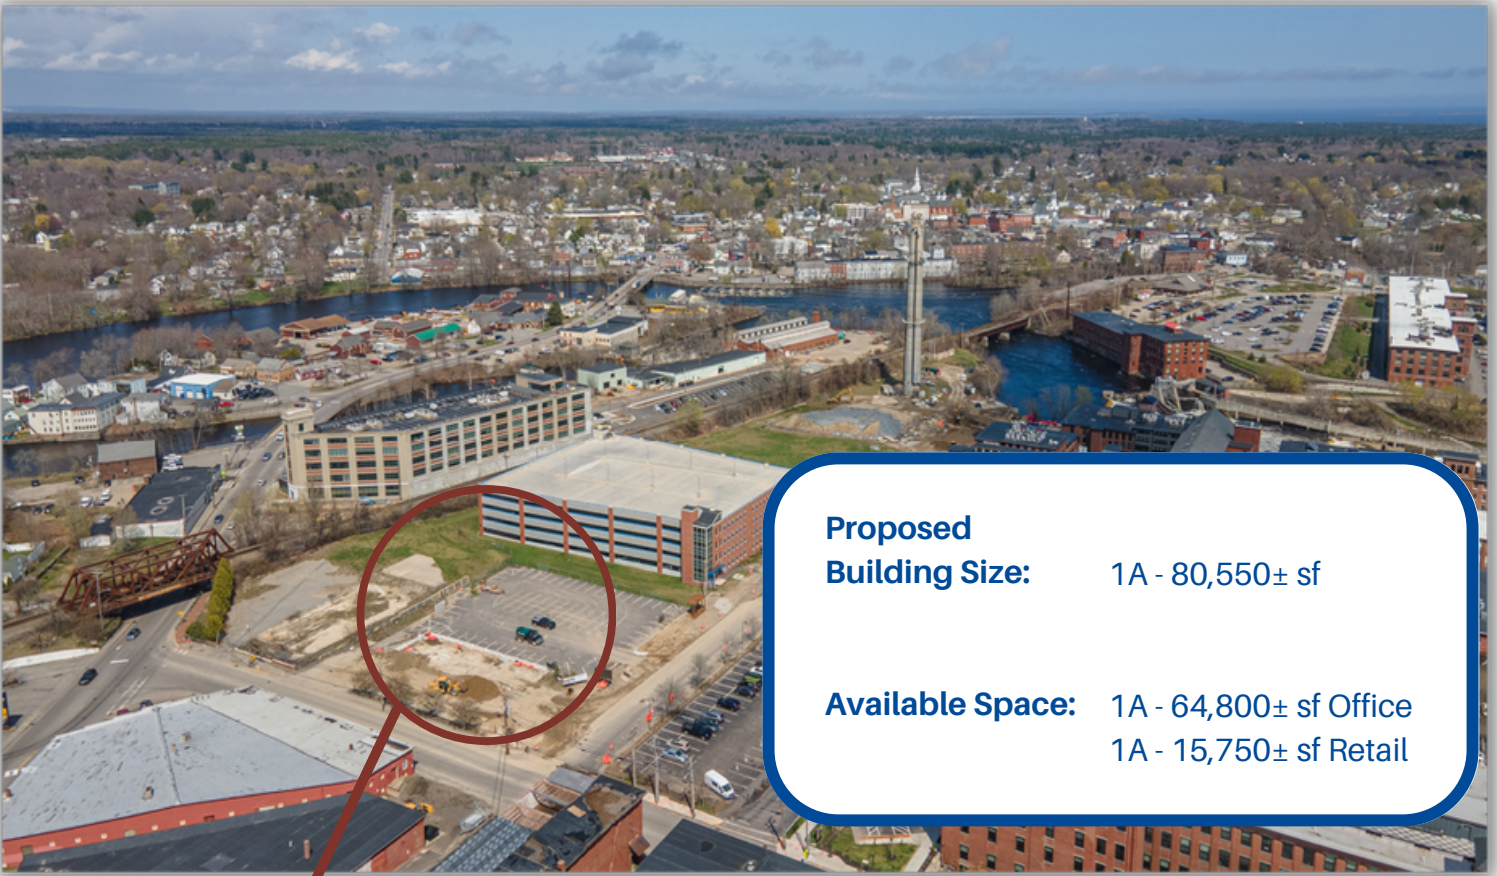 Proposed
Building Size: 1A - 80,550± sf
Available Space: 1A - 64,800± sf Office
1A - 15,750± sf Retail